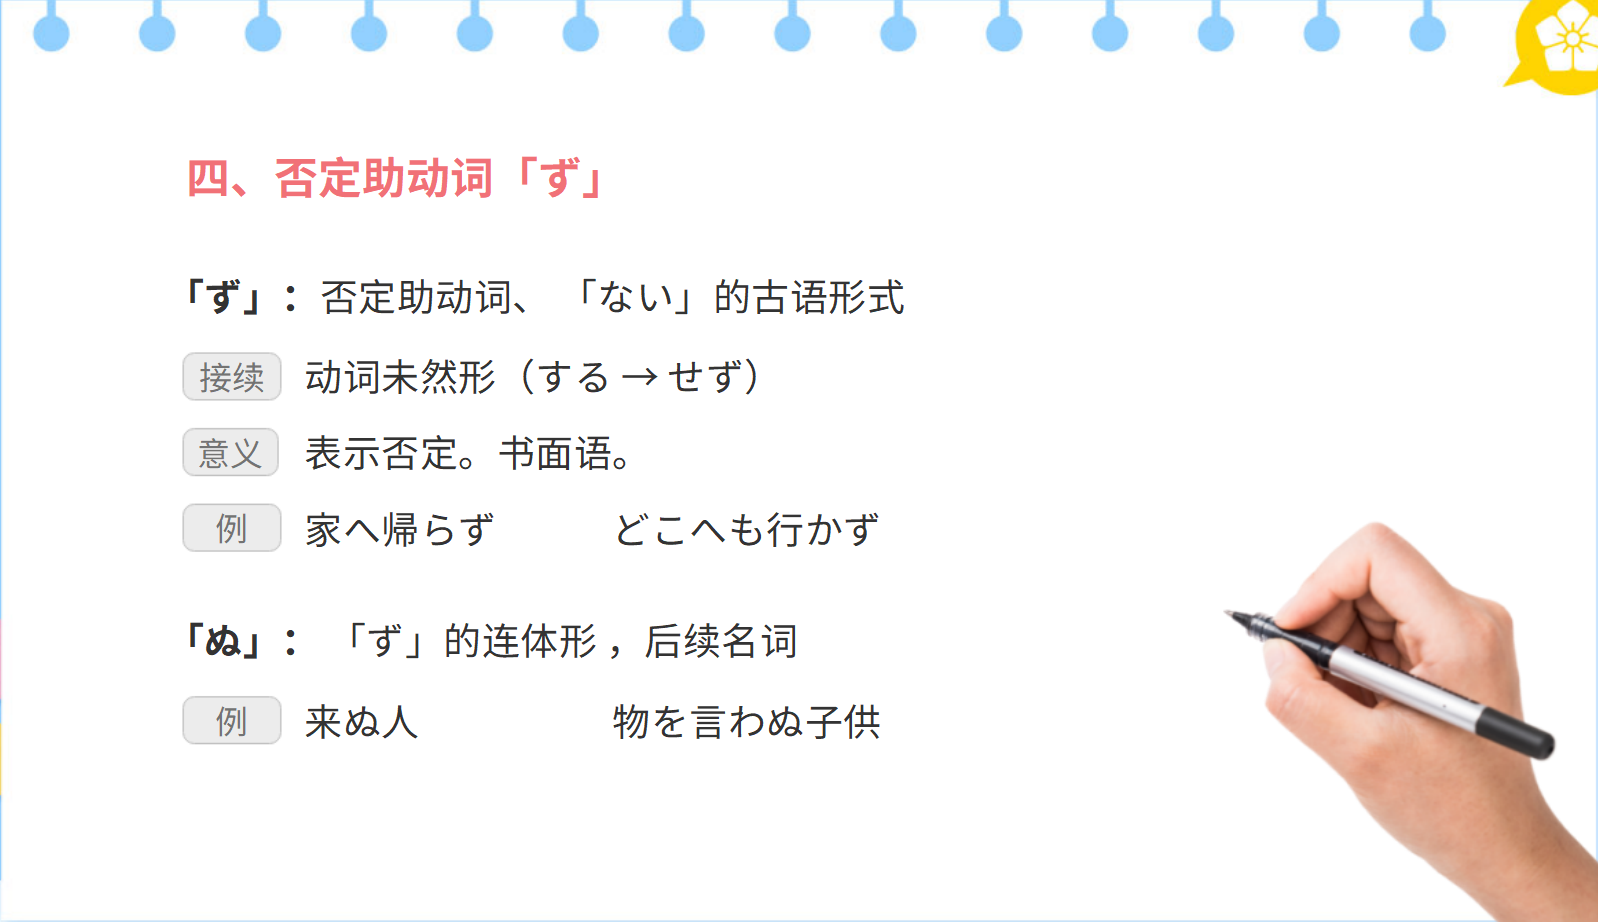 四、否定助动词「ず」
「ず」：否定助动词、「ない」的古语形式
接续 动词未然形（する → せず）
意义 表示否定。书面语。
例 家へ帰らず どこへも行かず
「ぬ」：「ず」的连体形 ，后续名词
例 来ぬ人 物を言わぬ子供